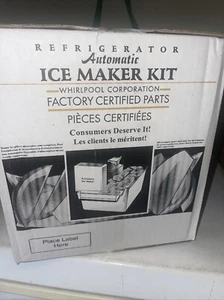 REFRIGERATOR
Automatic
ICE MAKER KIT
WHIRLPOOL CORPORATION
FACTORY CERTIFIED PARTS
PIÈCES CERTIFIÉES
Consumers Deserve It!
Les clients le méritent!
Place Label
Here